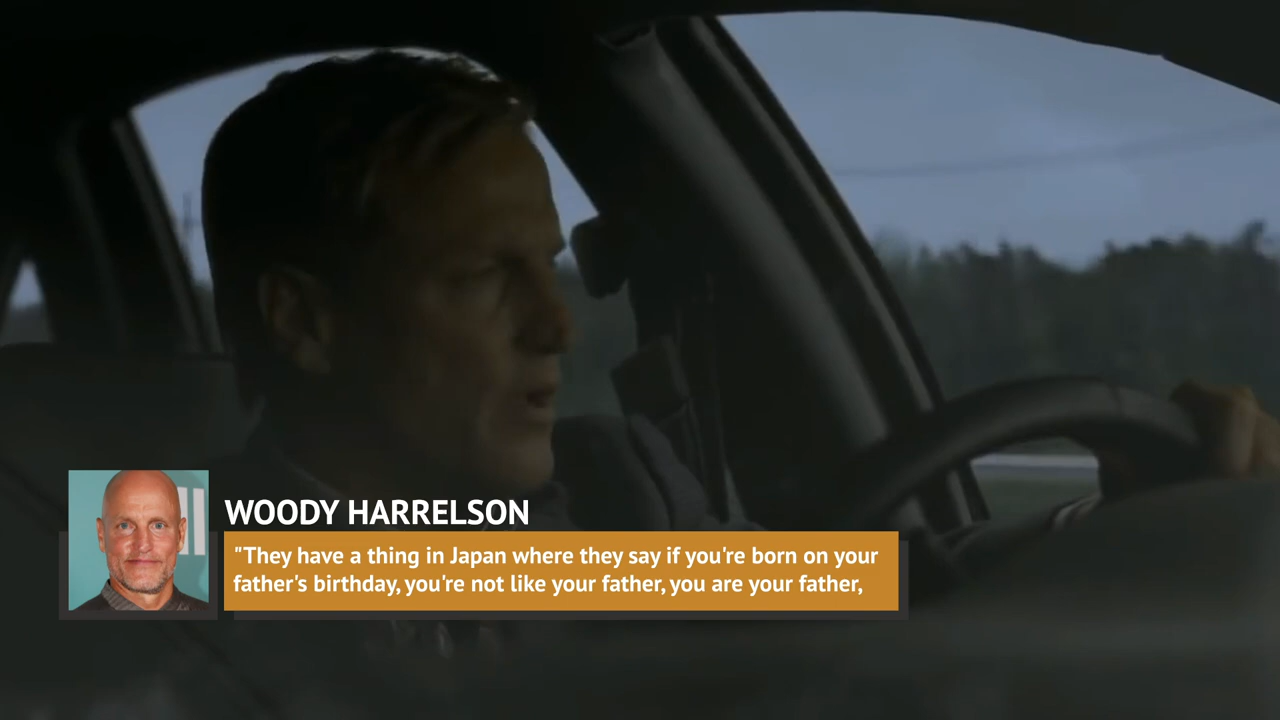 WOODY HARRELSON
"They have a thing in Japan where they say if you're born on your
father's birthday, you're not like your father, you are your father,